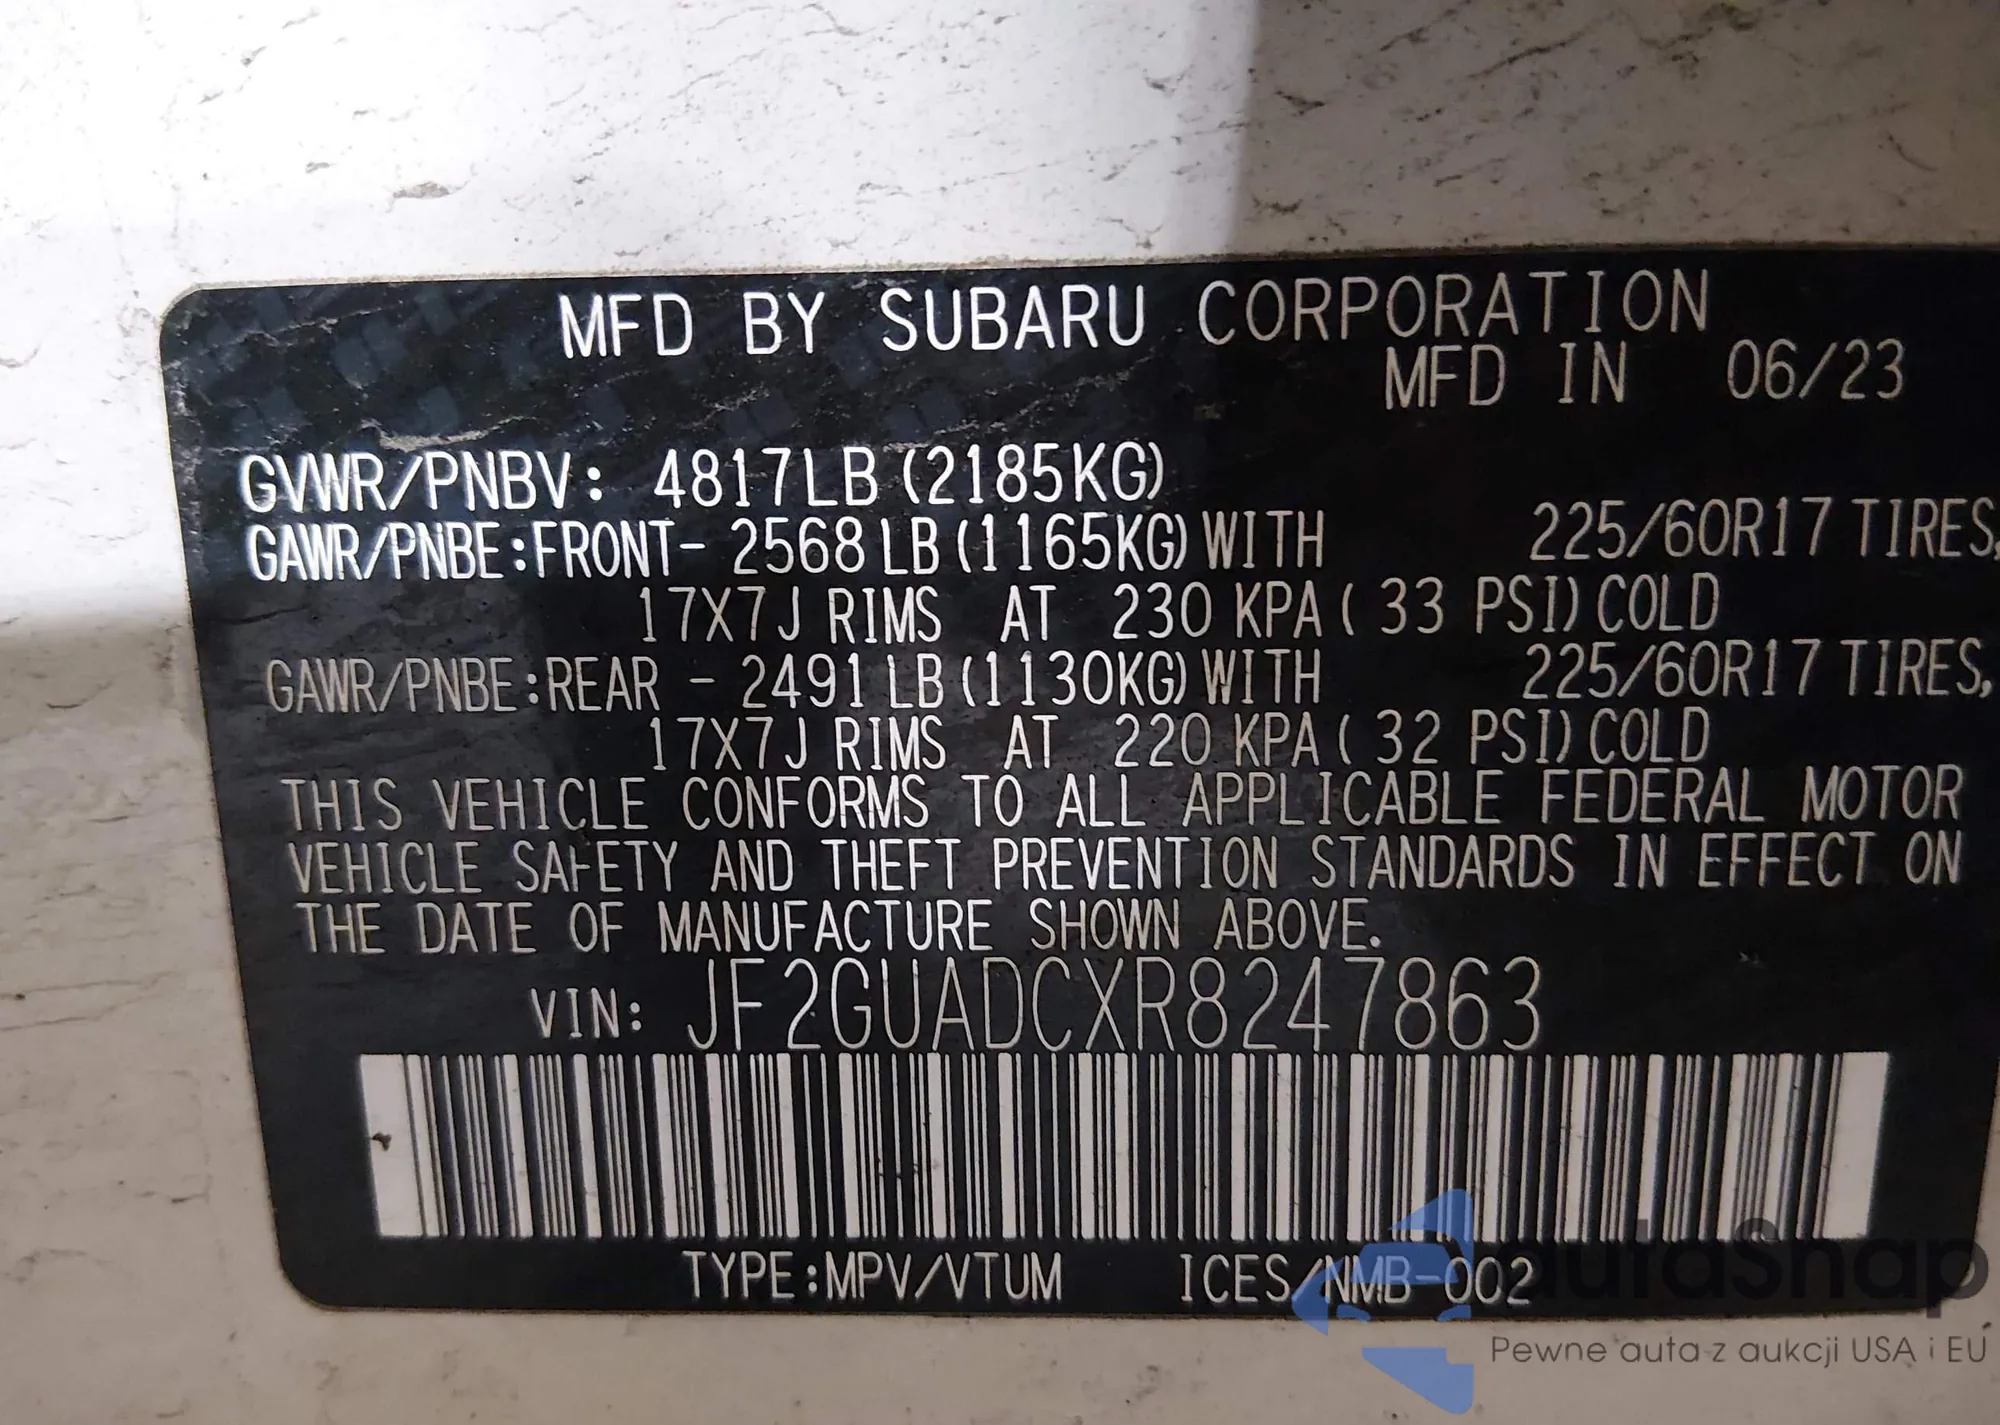 MFD BY SUBARU CORPORATION
MFD IN 06/23
GVWR/PNBV: 4817LB (2185KG)
GAWR/PNBE:FRONT- 2568 LB (1165KG) WITH 225/60R17 TIRES,
17X7J RIMS AT 230 KPA ( 33 PSI) COLD
GAWR/PNBE:REAR - 2491 LB (1130KG) WITH 225/60R17 TIRES,
17X7J RIMS AT 220 KPA ( 32 PSI) COLD
THIS VEHICLE CONFORMS TO ALL APPLICABLE FEDERAL MOTOR
VEHICLE SAFETY AND THEFT PREVENTION STANDARDS IN EFFECT ON
THE DATE OF MANUFACTURE SHOWN ABOVE.
VIN: JF2GUADCXR8247863
TYPE:MPV/VTUM ICES/NMB-002
autaSnap
Pewne auta z aukcji USA i EU